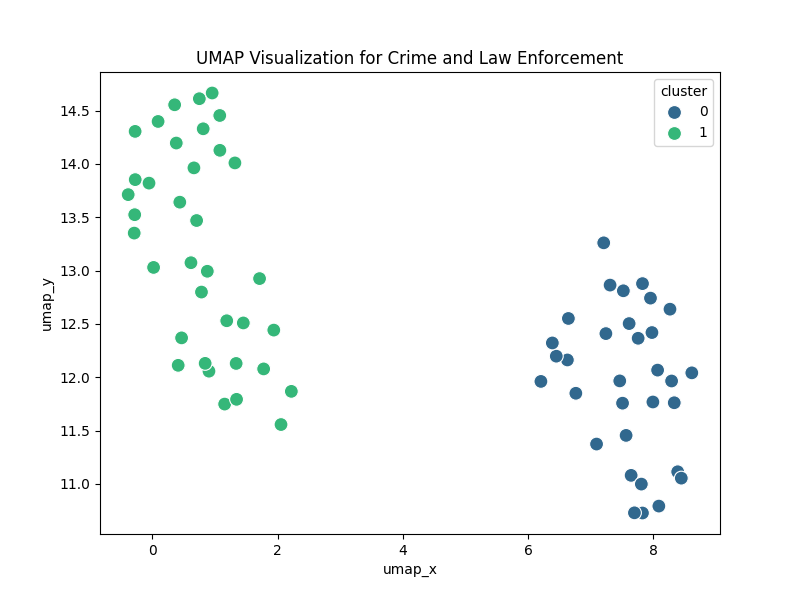 UMAP Visualization for Crime and Law Enforcement
cluster
0
1
14.5
14.0
13.5
13.0
12.5
12.0
11.5
11.0
umap_y
0 2 4 6 8
umap_x